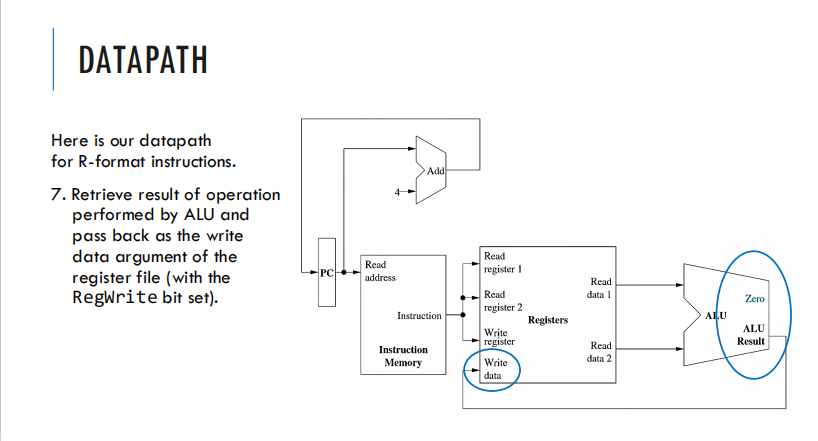 DATAPATH
Here is our datapath
for R-format instructions.
7. Retrieve result of operation
performed by ALU and
pass back as the write
data argument of the
register file (with the
RegWrite bit set).
Add
4
PC
Read
address
Instruction
Instruction
Memory
Read
register 1
Read
register 2
Write
register
Write
data
Registers
Read
data 1
Read
data 2
ALU
Zero
ALU
Result